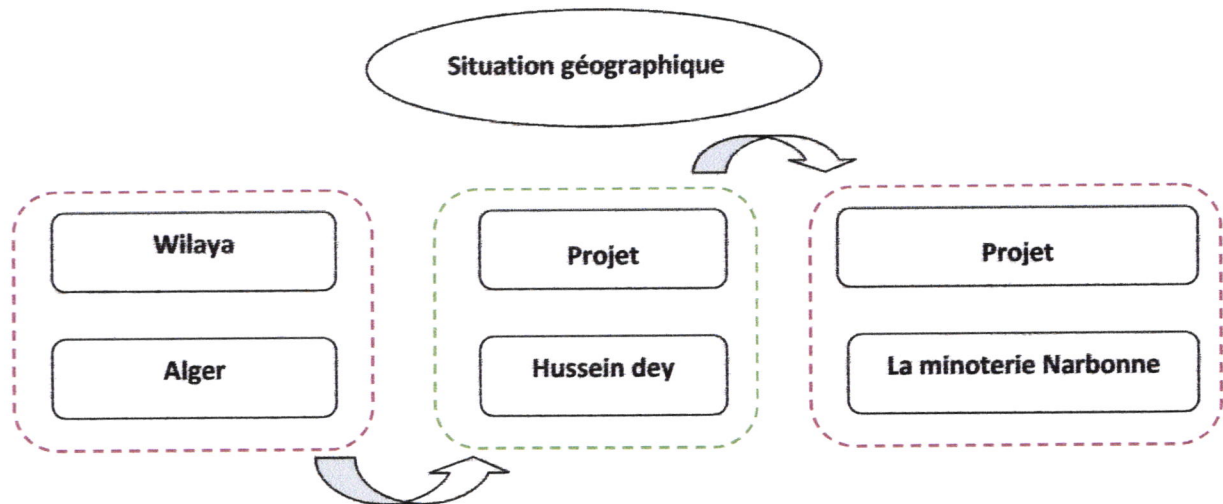 Situation géographique
Wilaya
Alger
Projet
Hussein dey
Projet
La minoterie Narbonne